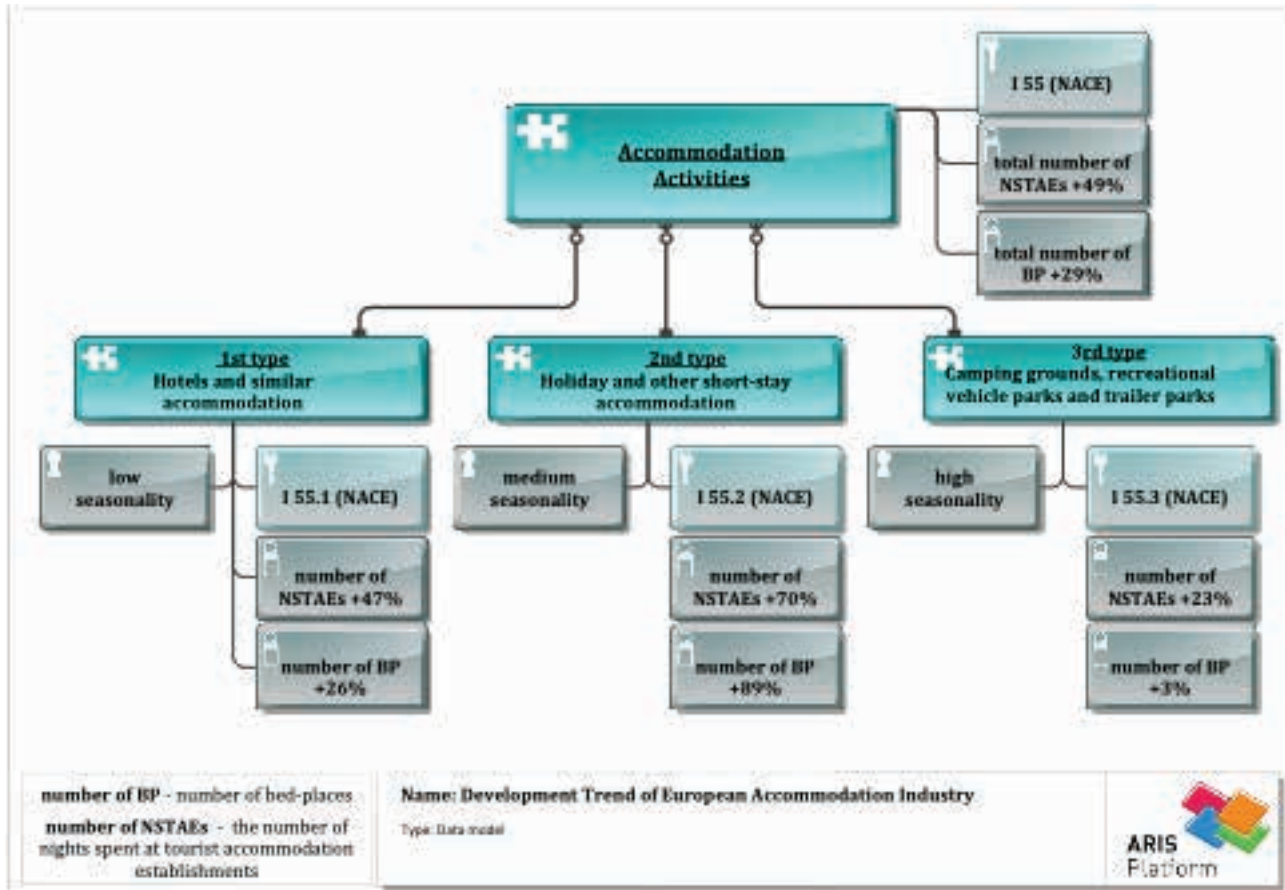 I 55 (NACE)
Accommodation
Activities
total number of
NSTAEs +49%
total number of
BP +29%
1st type
Hotels and similar
accommodation
2nd type
Holiday and other short-stay
accommodation
3rd type
Camping grounds, recreational
vehicle parks and trailer parks
low
seasonality
I 55.1 (NACE)
medium
seasonality
I 55.2 (NACE)
high
seasonality
I 55.3 (NACE)
number of
NSTAEs +47%
number of
NSTAEs +70%
number of
NSTAEs +23%
number of BP
+26%
number of BP
+89%
number of BP
+3%
number of BP - number of bed-places
number of NSTAEs - the number of
nights spent at tourist accommodation
establishments
Name: Development Trend of European Accommodation Industry
Type: Data model
ARIS
Platform